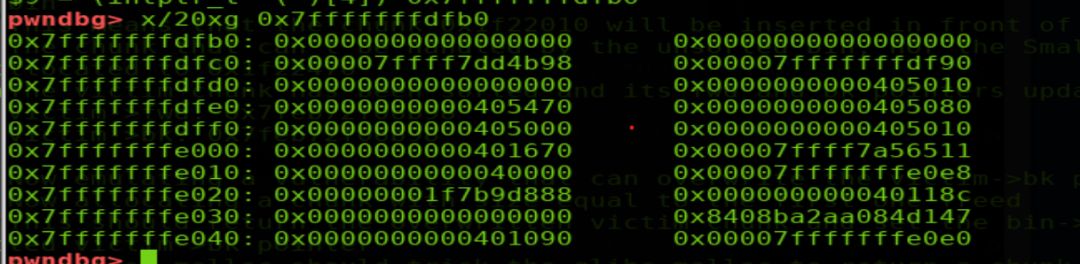 pwndbg> x/20xg 0x7fffffffdfb0
0x7fffffffdfb0: 0x0000000000000000 0x0000000000000000
0x7fffffffdfc0: 0x00007ffff7dd4b98 0x00007fffffffdf90
0x7fffffffdfd0: 0x0000000000000000 0x0000000000405010
0x7fffffffdfe0: 0x0000000000405470 0x0000000000405080
0x7fffffffdff0: 0x0000000000405000 0x0000000000405010
0x7fffffffe000: 0x0000000000401670 0x00007ffff7a56511
0x7fffffffe010: 0x0000000000040000 0x00007fffffffe0e8
0x7fffffffe020: 0x00000001f7b9d888 0x000000000040118c
0x7fffffffe030: 0x0000000000000000 0x8408ba2aa084d147
0x7fffffffe040: 0x0000000000401090 0x00007fffffffe0e0
pwndbg>